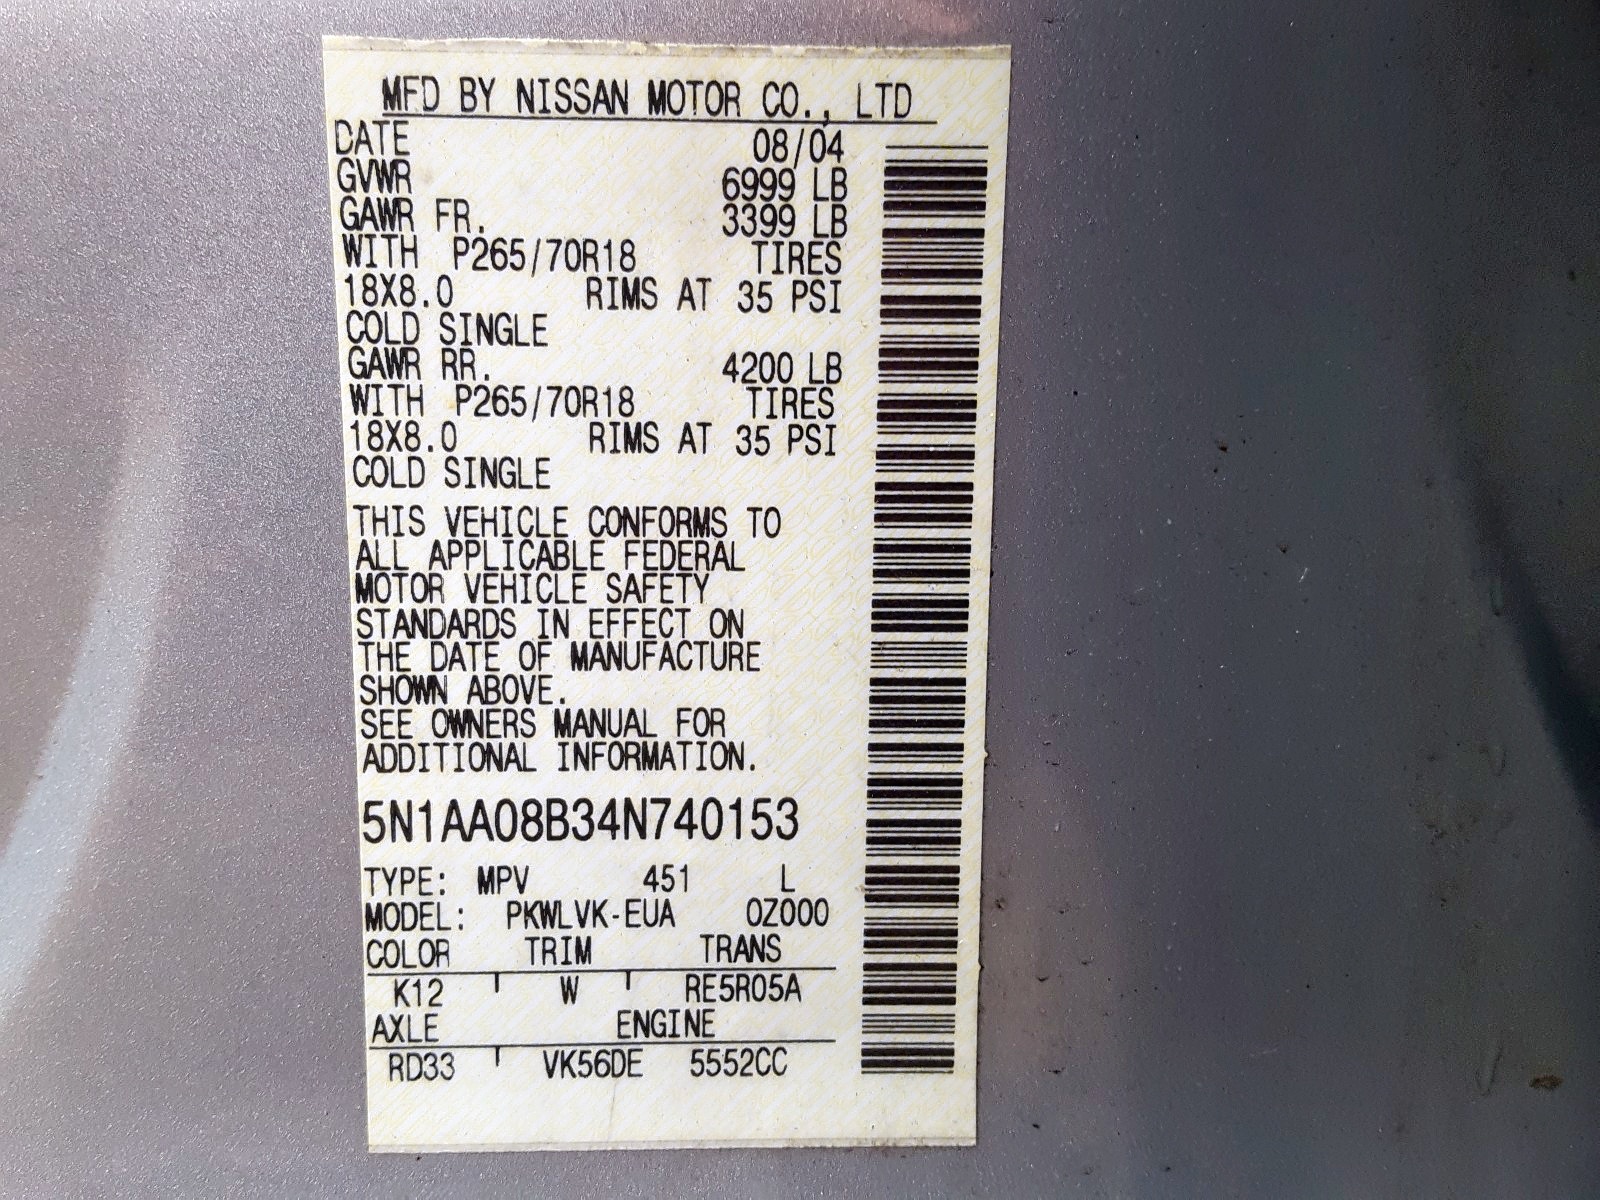 MFD BY NISSAN MOTOR CO., LTD
DATE 08/04
GVWR 6999 LB
GAWR FR. 3399 LB
WITH P265/70R18 TIRES
18X8.0 RIMS AT 35 PSI
COLD SINGLE
GAWR RR. 4200 LB
WITH P265/70R18 TIRES
18X8.0 RIMS AT 35 PSI
COLD SINGLE
THIS VEHICLE CONFORMS TO
ALL APPLICABLE FEDERAL
MOTOR VEHICLE SAFETY
STANDARDS IN EFFECT ON
THE DATE OF MANUFACTURE
SHOWN ABOVE.
SEE OWNERS MANUAL FOR
ADDITIONAL INFORMATION.
5N1AA08B34N740153
TYPE: MPV 451 L
MODEL: PKWLVK-EUA 0Z000
COLOR TRIM TRANS
K12 W RE5R05A
AXLE ENGINE
RD33 VK56DE 5552CC